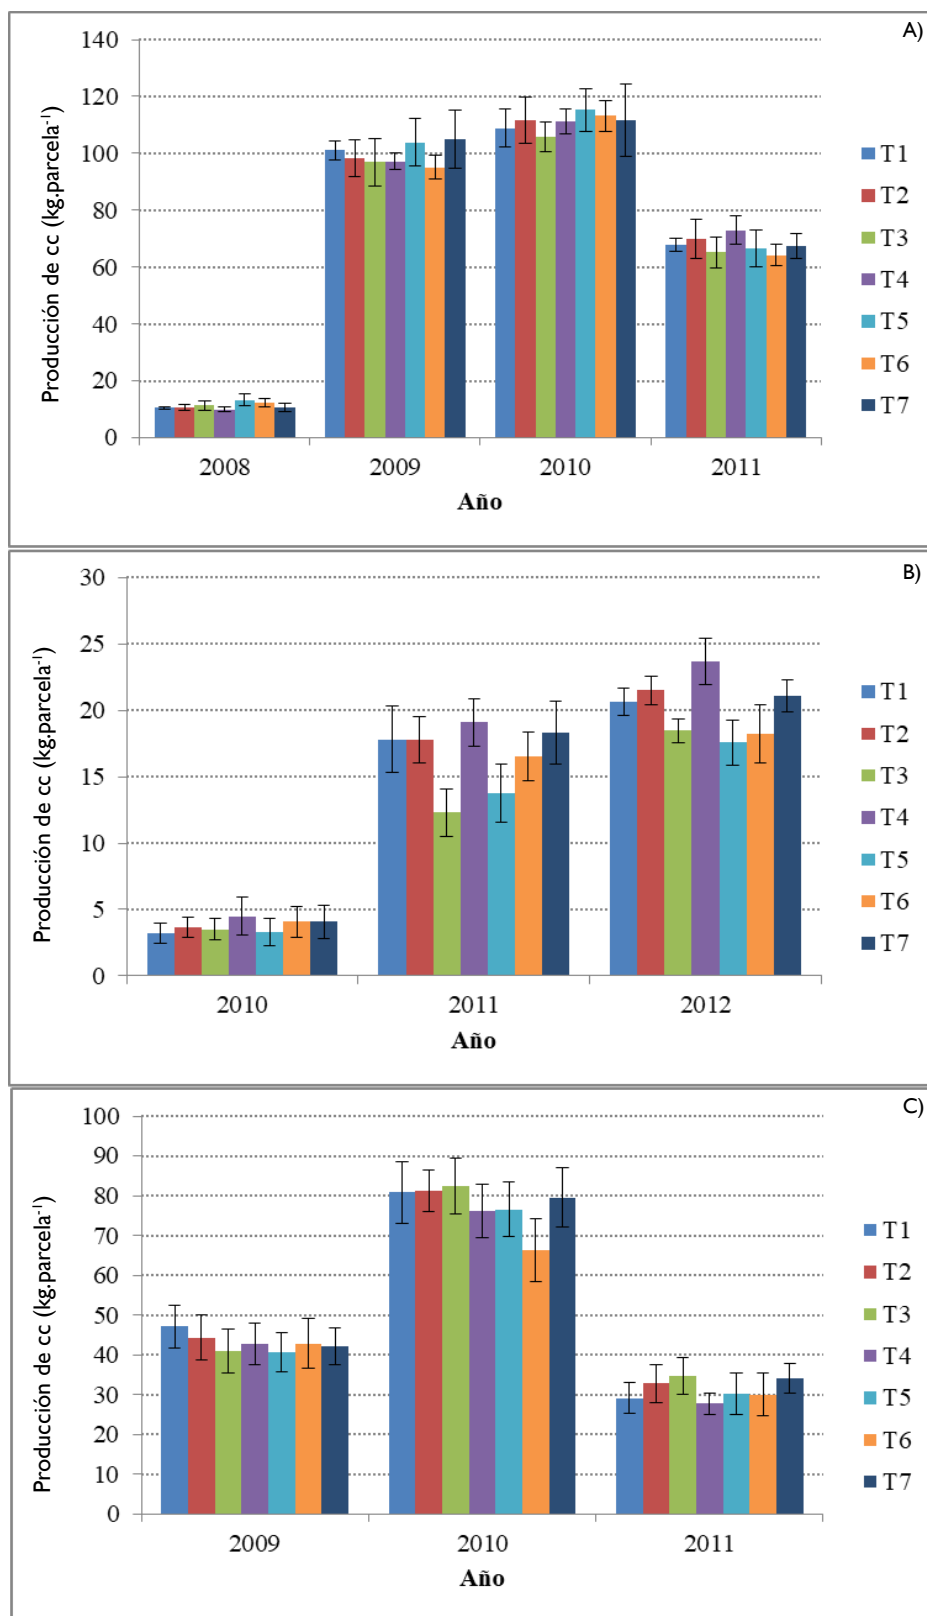 A)
Producción de cc (kg.parcela⁻¹)
140
120
100
80
60
40
20
0
2008 2009 2010 2011
Año
T1
T2
T3
T4
T5
T6
T7
B)
Producción de cc (kg.parcela⁻¹)
30
25
20
15
10
5
0
2010 2011 2012
Año
T1
T2
T3
T4
T5
T6
T7
C)
Producción de cc (kg.parcela⁻¹)
100
90
80
70
60
50
40
30
20
10
0
2009 2010 2011
Año
T1
T2
T3
T4
T5
T6
T7